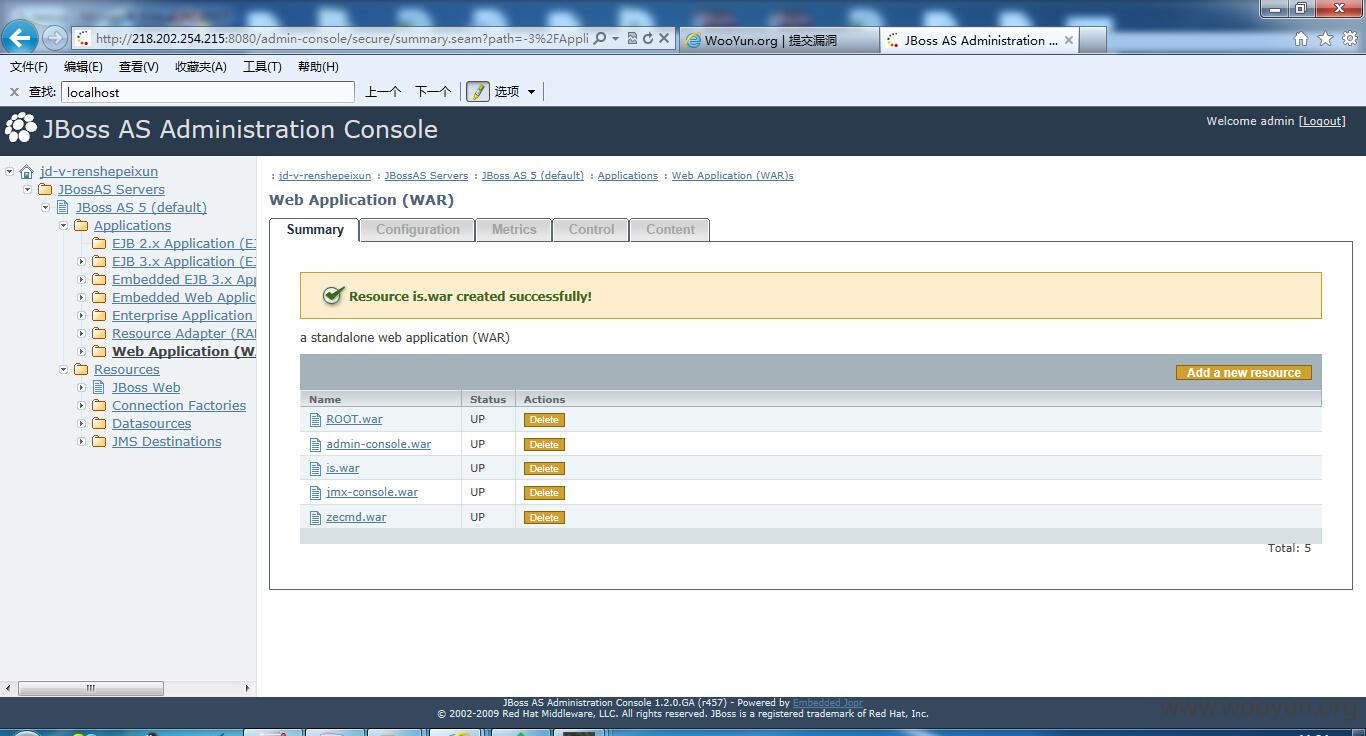 http://218.202.254.215:8080/admin-console/secure/summary.seam?path=-3%2FAppli
WooYun.org | 提交漏洞
JBoss AS Administration ...
文件(F) 编辑(E) 查看(V) 收藏夹(A) 工具(T) 帮助(H)
查找: localhost 上一个 下一个 选项
JBoss AS Administration Console
Welcome admin [Logout]
jd-v-renshepeixun
JBossAS Servers
JBoss AS 5 (default)
Applications
EJB 2.x Application (EJ
EJB 3.x Application (EJ
Embedded EJB 3.x App
Embedded Web Applic
Enterprise Application
Resource Adapter (RAR
Web Application (WA
Resources
JBoss Web
Connection Factories
Datasources
JMS Destinations
: jd-v-renshepeixun : JBossAS Servers : JBoss AS 5 (default) : Applications : Web Application (WAR)s
Web Application (WAR)
Summary Configuration Metrics Control Content
Resource is.war created successfully!
a standalone web application (WAR)
Add a new resource
Name Status Actions
ROOT.war UP Delete
admin-console.war UP Delete
is.war UP Delete
jmx-console.war UP Delete
zecmd.war UP Delete
Total: 5
JBoss AS Administration Console 1.2.0.GA (r457) - Powered by Embedded Jopr
© 2002-2009 Red Hat Middleware, LLC. All rights reserved. JBoss is a registered trademark of Red Hat, Inc.
www.wooyun.org